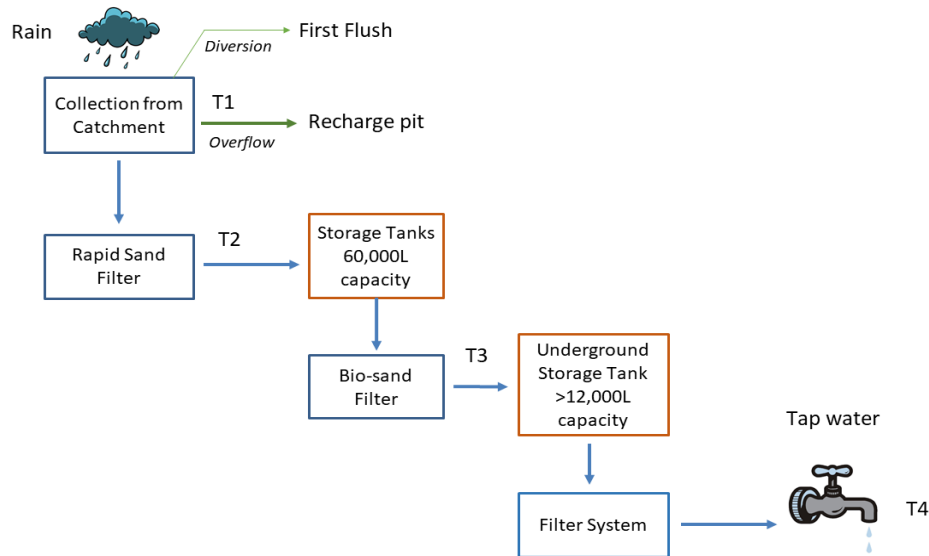 Rain
First Flush
Diversion
Collection from
Catchment
T1
Overflow
Recharge pit
Rapid Sand
Filter
T2
Storage Tanks
60,000L
capacity
Bio-sand
Filter
T3
Underground
Storage Tank
>12,000L
capacity
Filter System
Tap water
T4